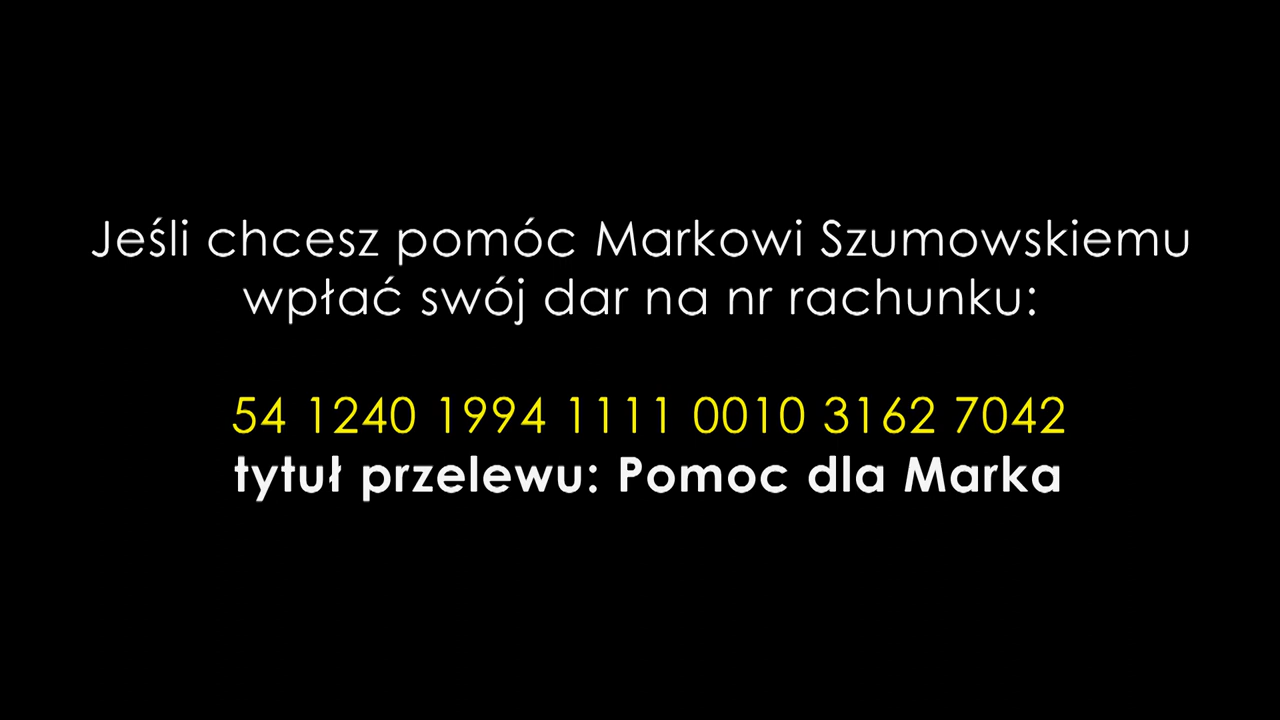 Jeśli chcesz pomóc Markowi Szumowskiemu
wpłać swój dar na nr rachunku:
54 1240 1994 1111 0010 3162 7042
tytuł przelewu: Pomoc dla Marka